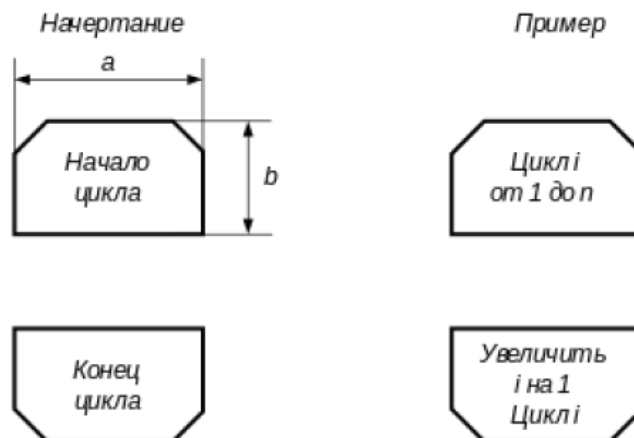 Начертание
Пример
a
Начало
цикла
b
Цикл i
от 1 до n
Конец
цикла
Увеличить
i на 1
Цикл i